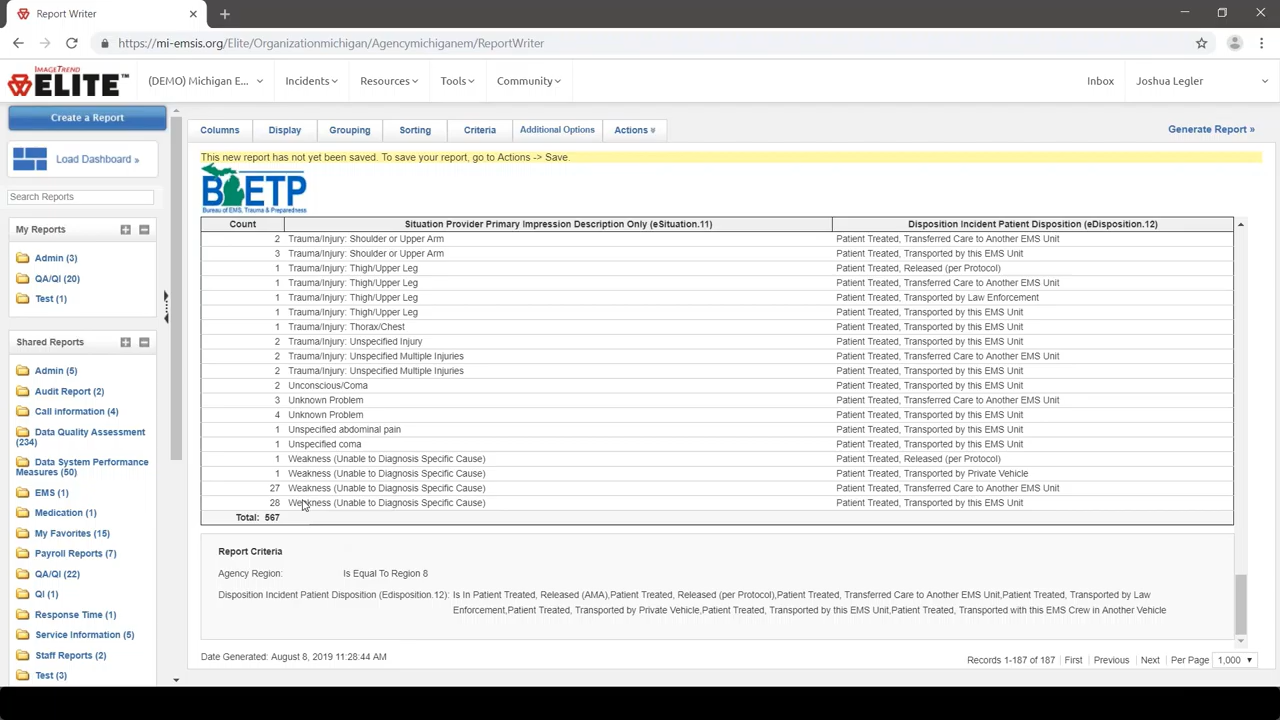 Report Writer
https://mi-emsis.org/Elite/Organizationmichigan/Agencymichiganem/ReportWriter
IMAGETREND
ELITE™ (DEMO) Michigan E... Incidents Resources Tools Community Inbox Joshua Legler
Create a Report
Load Dashboard »
Search Reports
My Reports
Admin (3)
QA/QI (20)
Test (1)
Shared Reports
Admin (5)
Audit Report (2)
Call information (4)
Data Quality Assessment
(234)
Data System Performance
Measures (50)
EMS (1)
Medication (1)
My Favorites (15)
Payroll Reports (7)
QA/QI (22)
QI (1)
Response Time (1)
Service Information (5)
Staff Reports (2)
Test (3)
Columns Display Grouping Sorting Criteria Additional Options Actions Generate Report »
This new report has not yet been saved. To save your report, go to Actions -> Save.
BETP
Bureau of EMS, Trauma & Preparedness
Count Situation Provider Primary Impression Description Only (eSituation.11) Disposition Incident Patient Disposition (eDisposition.12)
2 Trauma/Injury: Shoulder or Upper Arm Patient Treated, Transferred Care to Another EMS Unit
3 Trauma/Injury: Shoulder or Upper Arm Patient Treated, Transported by this EMS Unit
1 Trauma/Injury: Thigh/Upper Leg Patient Treated, Released (per Protocol)
1 Trauma/Injury: Thigh/Upper Leg Patient Treated, Transferred Care to Another EMS Unit
1 Trauma/Injury: Thigh/Upper Leg Patient Treated, Transported by Law Enforcement
1 Trauma/Injury: Thigh/Upper Leg Patient Treated, Transported by this EMS Unit
1 Trauma/Injury: Thorax/Chest Patient Treated, Transported by this EMS Unit
2 Trauma/Injury: Unspecified Injury Patient Treated, Transported by this EMS Unit
2 Trauma/Injury: Unspecified Multiple Injuries Patient Treated, Transferred Care to Another EMS Unit
2 Trauma/Injury: Unspecified Multiple Injuries Patient Treated, Transported by this EMS Unit
2 Unconscious/Coma Patient Treated, Transported by this EMS Unit
3 Unknown Problem Patient Treated, Transferred Care to Another EMS Unit
4 Unknown Problem Patient Treated, Transported by this EMS Unit
1 Unspecified abdominal pain Patient Treated, Transported by this EMS Unit
1 Unspecified coma Patient Treated, Transported by this EMS Unit
1 Weakness (Unable to Diagnosis Specific Cause) Patient Treated, Released (per Protocol)
1 Weakness (Unable to Diagnosis Specific Cause) Patient Treated, Transported by Private Vehicle
27 Weakness (Unable to Diagnosis Specific Cause) Patient Treated, Transferred Care to Another EMS Unit
28 Weakness (Unable to Diagnosis Specific Cause) Patient Treated, Transported by this EMS Unit
Total: 567
Report Criteria
Agency Region: Is Equal To Region 8
Disposition Incident Patient Disposition (Edisposition.12): Is In Patient Treated, Released (AMA),Patient Treated, Released (per Protocol),Patient Treated, Transferred Care to Another EMS Unit,Patient Treated, Transported by Law
Enforcement,Patient Treated, Transported by Private Vehicle,Patient Treated, Transported by this EMS Unit,Patient Treated, Transported with this EMS Crew in Another Vehicle
Date Generated: August 8, 2019 11:28:44 AM
Records 1-187 of 187 First Previous Next Per Page 1,000